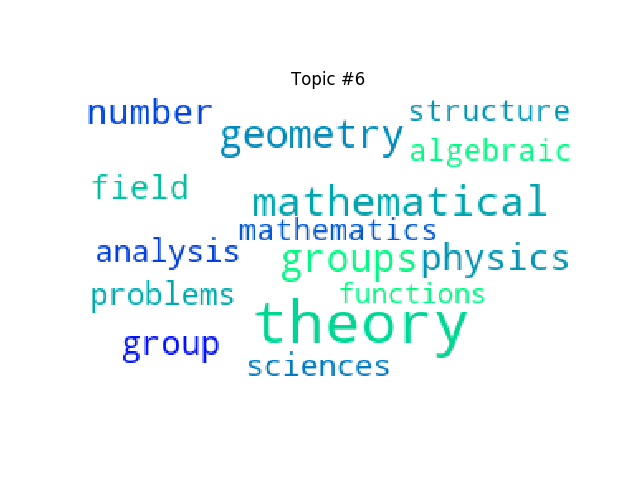 Topic #6
number
structure
geometry
algebraic
field
mathematical
mathematics
analysis
groups
physics
problems
functions
theory
group
sciences